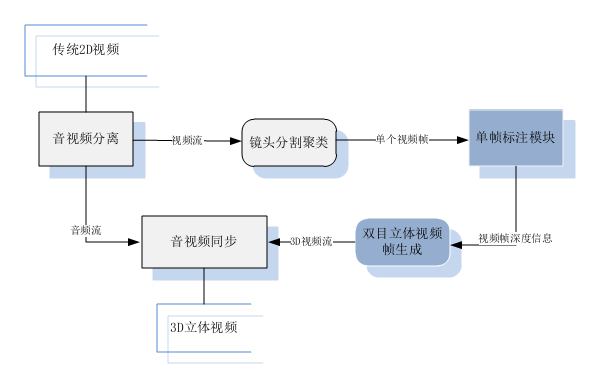 传统2D视频
音视频分离
视频流
镜头分割聚类
单个视频帧
单帧标注模块
音频流
音视频同步
3D视频流
双目立体视频
帧生成
视频帧深度信息
3D立体视频